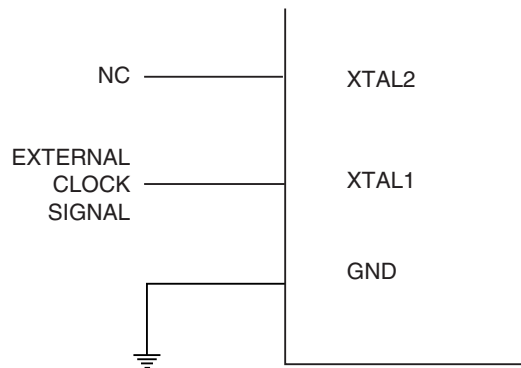 NC
XTAL2
EXTERNAL
CLOCK
SIGNAL
XTAL1
GND